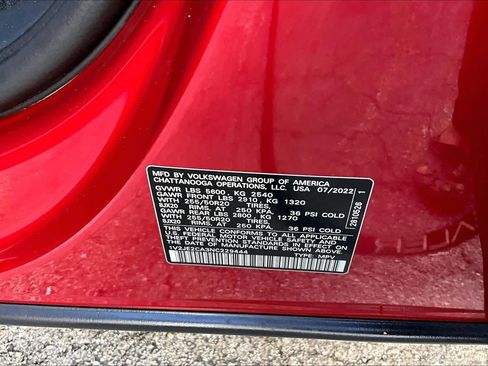 MFD. BY VOLKSWAGEN GROUP OF AMERICA
CHATTANOOGA OPERATIONS, LLC. USA 07/2022
GVWR LBS 5600, KG 2540
GAWR FRONT LBS 2910, KG 1320
WITH 255/50R20 TIRES,
8JX20 RIMS, AT 250 KPA, 36 PSI COLD
GAWR REAR LBS 2800, KG 1270
WITH 255/50R20 TIRES,
8JX20 RIMS, AT 250 KPA, 36 PSI COLD
THIS VEHICLE CONFORMS TO ALL APPLICABLE
U.S. FEDERAL MOTOR VEHICLE SAFETY AND
THEFT PREVENTION STANDARDS IN EFFECT ON THE
DATE OF MANUFACTURE SHOWN ABOVE.
1V2JE2CA3NC229444 TYPE: MPV
2610526 1